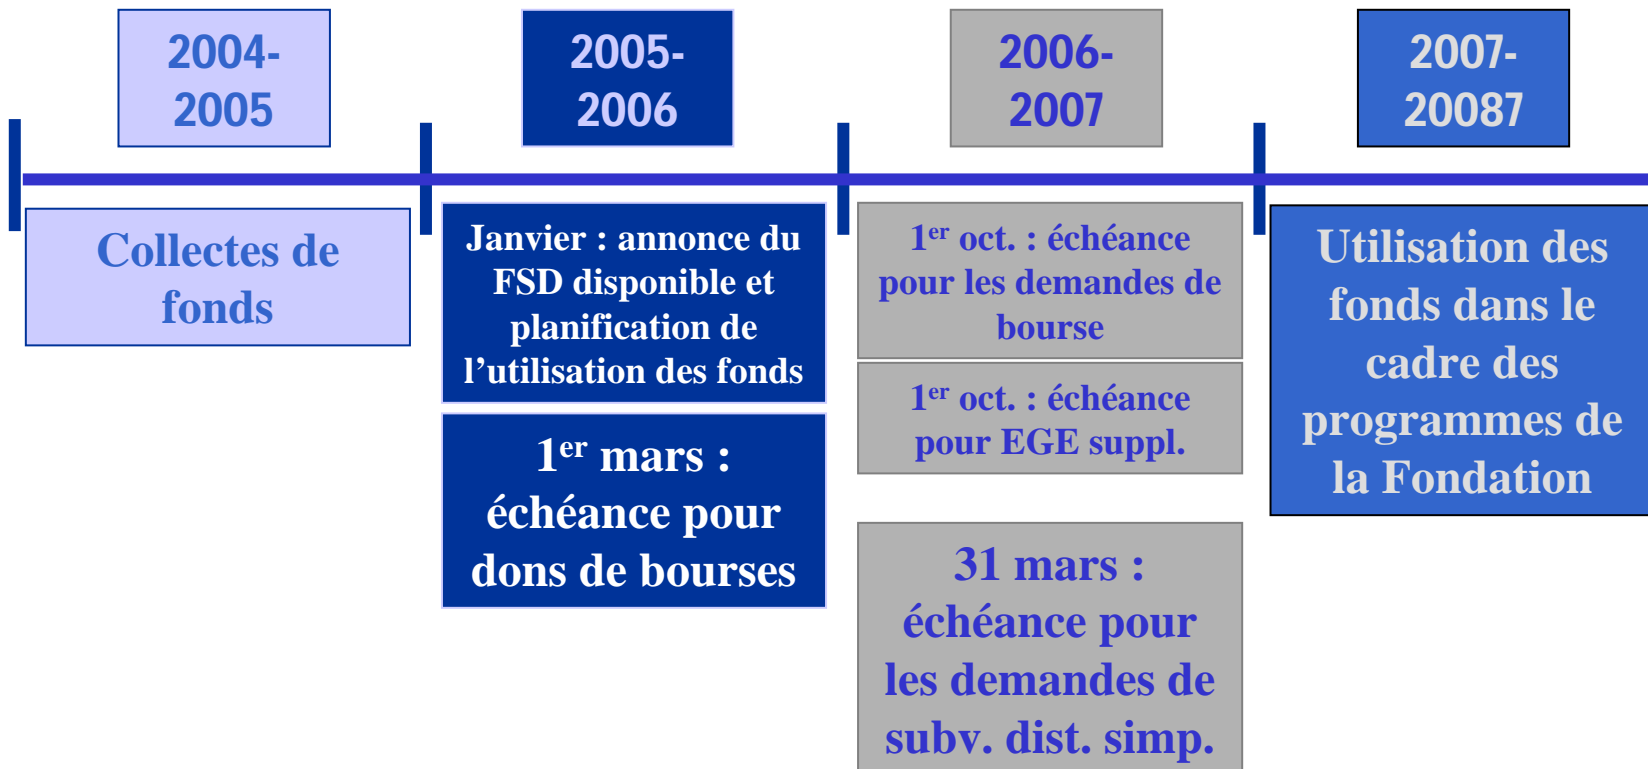 2004-
2005
2005-
2006
2006-
2007
2007-
20087
Collectes de
fonds
Janvier : annonce du
FSD disponible et
planification de
l’utilisation des fonds
1er mars :
échéance pour
dons de bourses
1er oct. : échéance
pour les demandes de
bourse
1er oct. : échéance
pour EGE suppl.
31 mars :
échéance pour
les demandes de
subv. dist. simp.
Utilisation des
fonds dans le
cadre des
programmes de
la Fondation